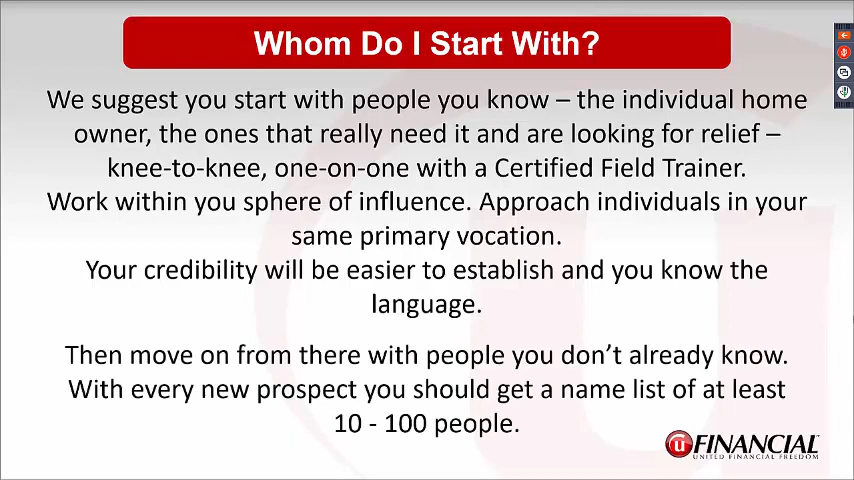 Whom Do I Start With?
We suggest you start with people you know – the individual home
owner, the ones that really need it and are looking for relief –
knee-to-knee, one-on-one with a Certified Field Trainer.
Work within you sphere of influence. Approach individuals in your
same primary vocation.
Your credibility will be easier to establish and you know the
language.
Then move on from there with people you don’t already know.
With every new prospect you should get a name list of at least
10 - 100 people.
u FINANCIAL
UNITED FINANCIAL FREEDOM